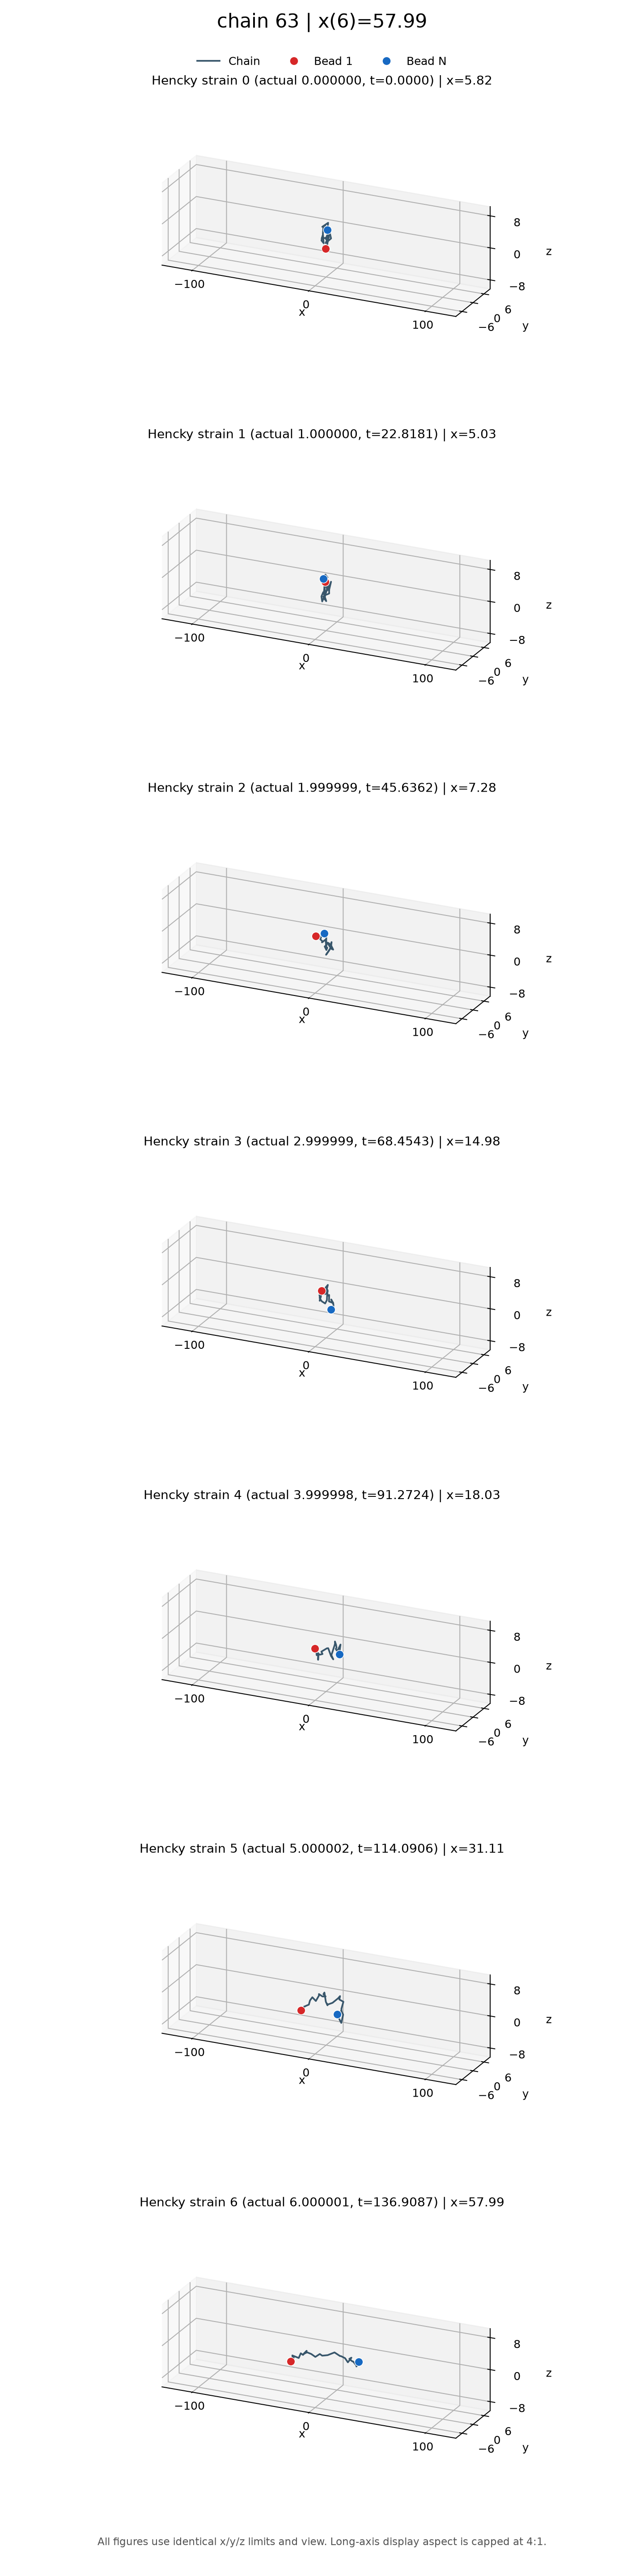 chain 63 | x(6)=57.99
Chain Bead 1 Bead N
Hencky strain 0 (actual 0.000000, t=0.0000) | x=5.82
8
0
−8
z
−100
0
100
x
−6
0
6
y
Hencky strain 1 (actual 1.000000, t=22.8181) | x=5.03
8
0
−8
z
−100
0
100
x
−6
0
6
y
Hencky strain 2 (actual 1.999999, t=45.6362) | x=7.28
8
0
−8
z
−100
0
100
x
−6
0
6
y
Hencky strain 3 (actual 2.999999, t=68.4543) | x=14.98
8
0
−8
z
−100
0
100
x
−6
0
6
y
Hencky strain 4 (actual 3.999998, t=91.2724) | x=18.03
8
0
−8
z
−100
0
100
x
−6
0
6
y
Hencky strain 5 (actual 5.000002, t=114.0906) | x=31.11
8
0
−8
z
−100
0
100
x
−6
0
6
y
Hencky strain 6 (actual 6.000001, t=136.9087) | x=57.99
8
0
−8
z
−100
0
100
x
−6
0
6
y
All figures use identical x/y/z limits and view. Long-axis display aspect is capped at 4:1.